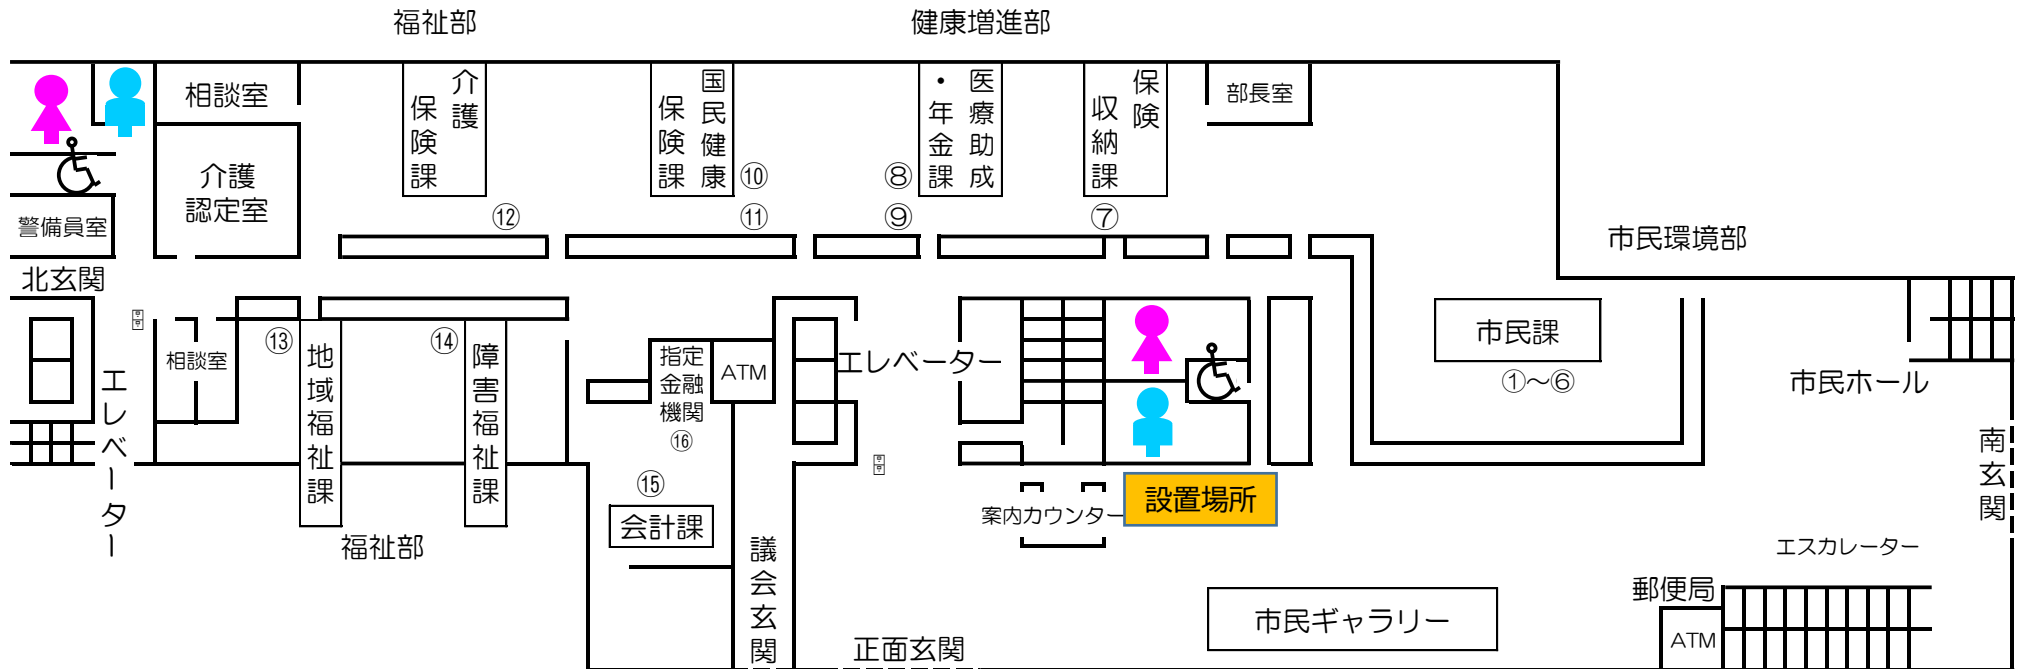 福祉部
健康増進部
相談室
介護
保険課
国民健康
保険課
医療助成
・年金課
保険
収納課
部長室
介護
認定室
⑩
⑧
警備員室
⑫
⑪
⑨
⑦
市民環境部
北玄関
相談室
⑬
地域福祉課
⑭
障害福祉課
指定
金融
機関
⑯
ATM
エレベーター
市民課
①～⑥
市民ホール
エレベーター
南玄関
⑮
会計課
設置場所
案内カウンター
福祉部
議会玄関
エスカレーター
郵便局
ATM
市民ギャラリー
正面玄関